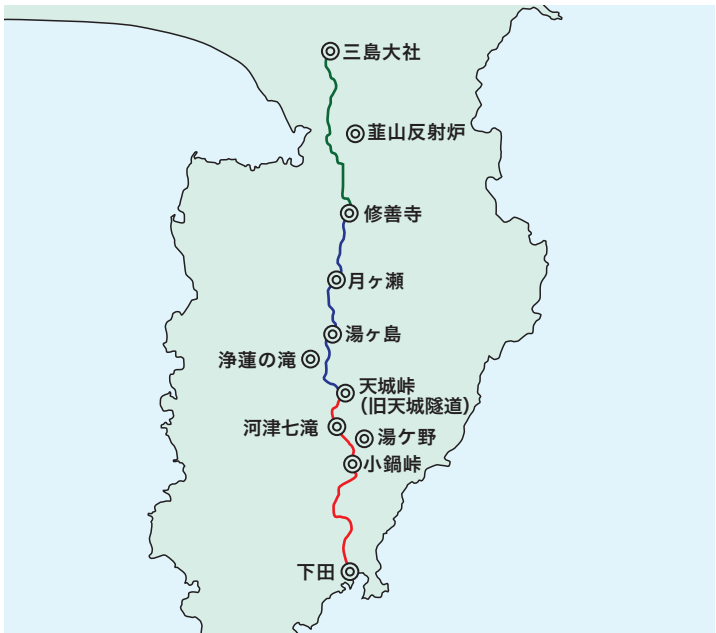 三島大社
韮山反射炉
修善寺
月ヶ瀬
湯ヶ島
浄蓮の滝
天城峠
(旧天城隧道)
河津七滝
湯ケ野
小鍋峠
下田